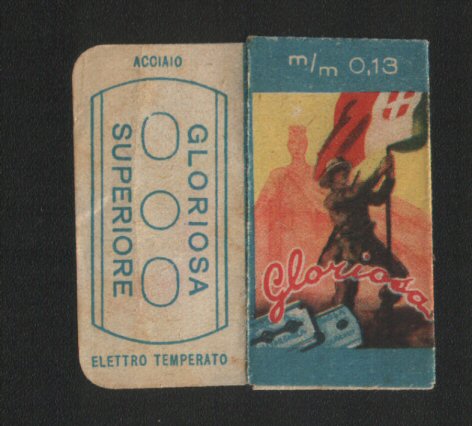 ACCIAIO
GLORIOSA
SUPERIORE
ELETTRO TEMPERATO
m/m 0,13
Gloriosa